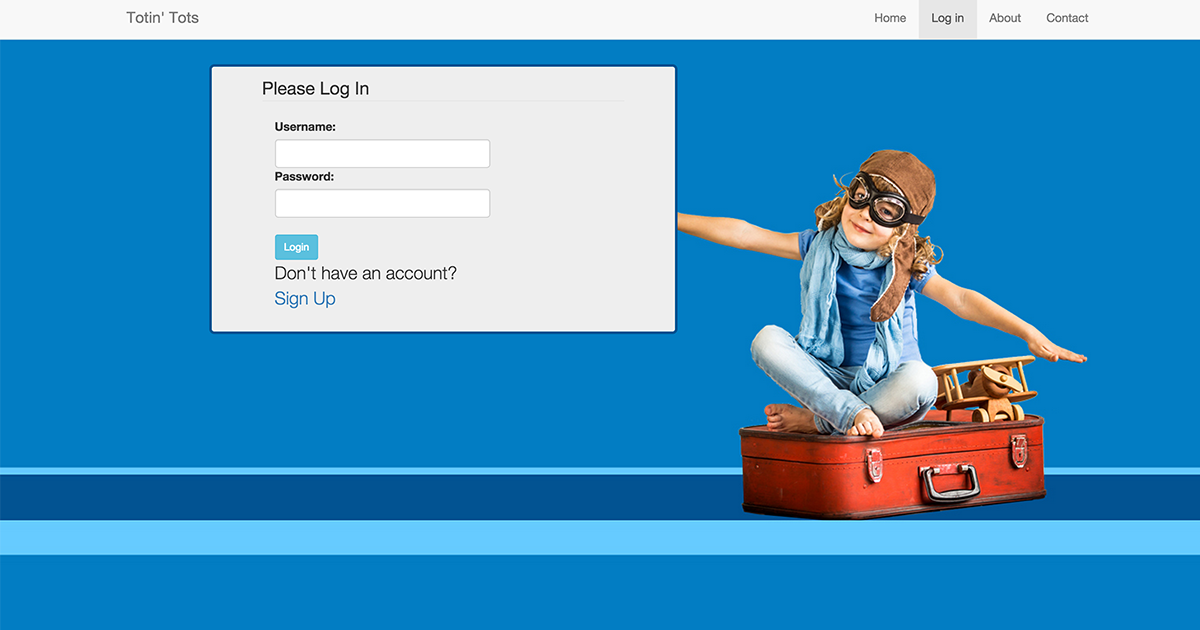 Totin' Tots
Home Log in About Contact
Please Log In
Username:
Password:
Login
Don't have an account?
Sign Up